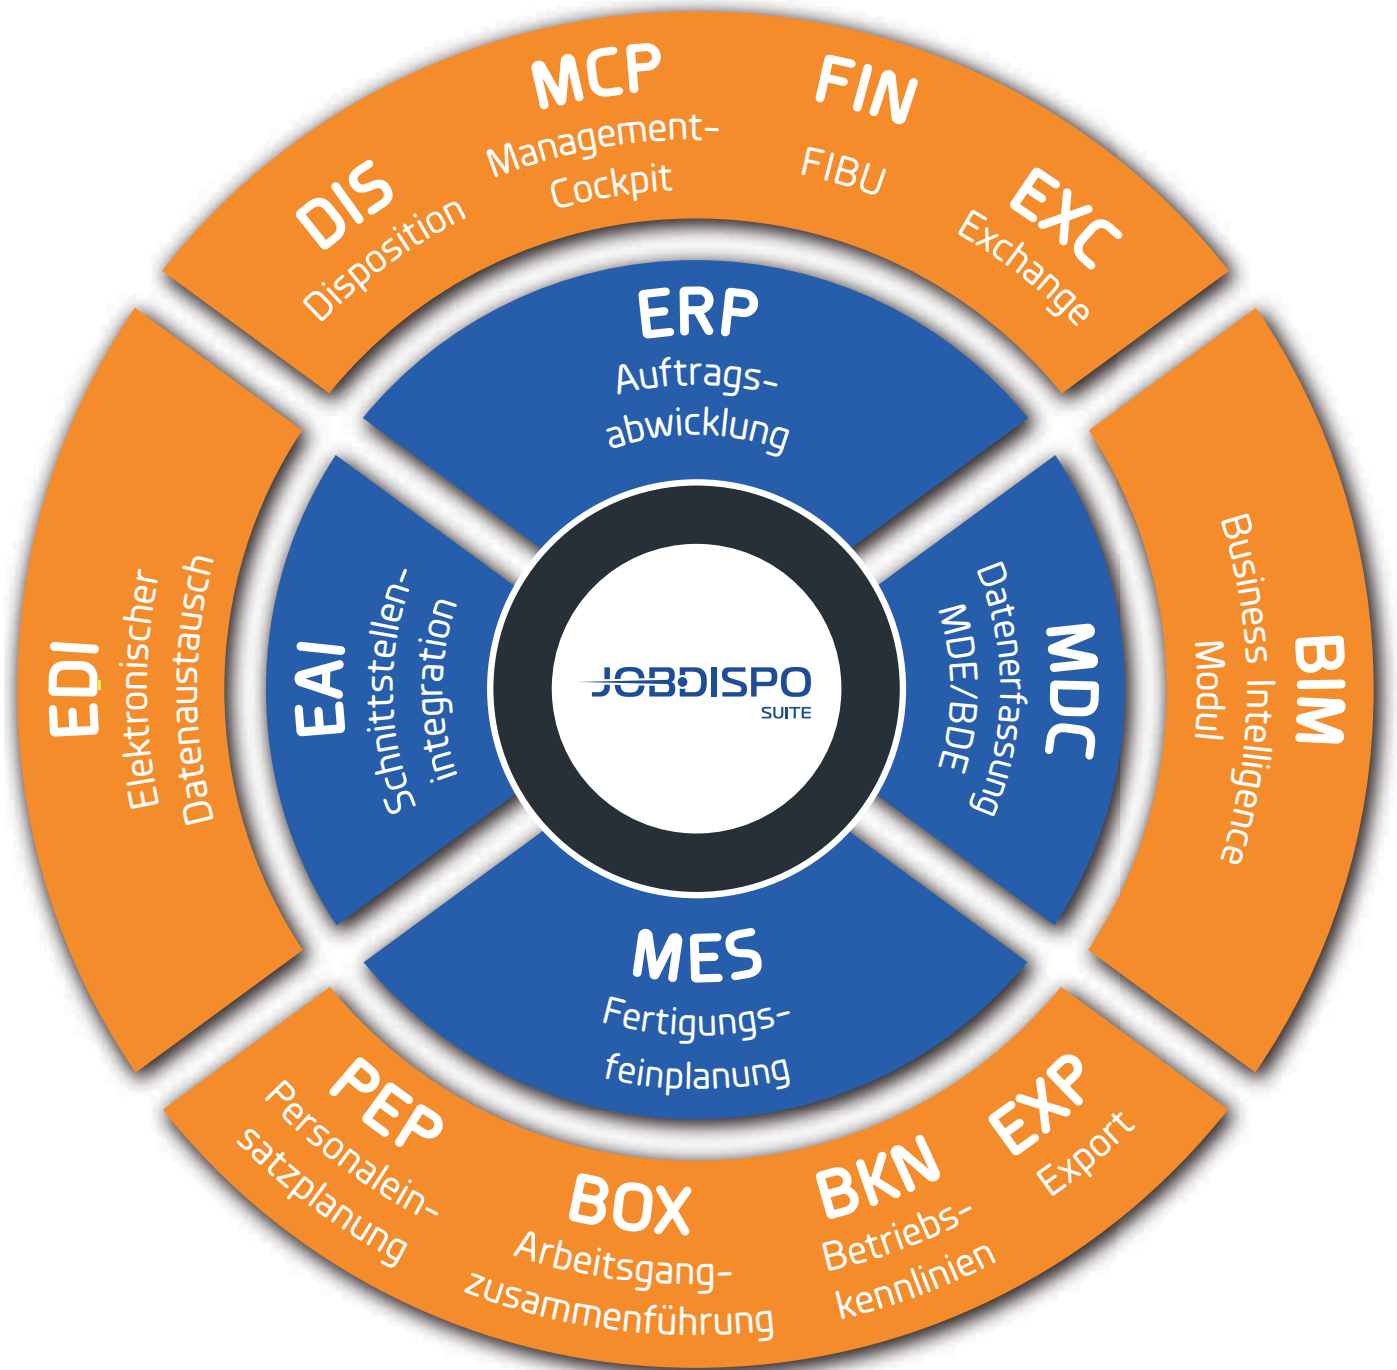 MCP
Management-
Cockpit
FIN
FIBU
DIS
Disposition
EXC
Exchange
ERP
Auftrags-
abwicklung
EDI
Elektronischer
Datenaustausch
EAI
Schnittstellen-
integration
JOBDISPO
SUITE
MDC
Datenerfassung
MDE/BDE
BIM
Business Intelligence
Modul
MES
Fertigungs-
feinplanung
PEP
Personalein-
satzplanung
BOX
Arbeitsgang-
zusammenführung
BKN
Betriebs-
kennlinien
EXP
Export